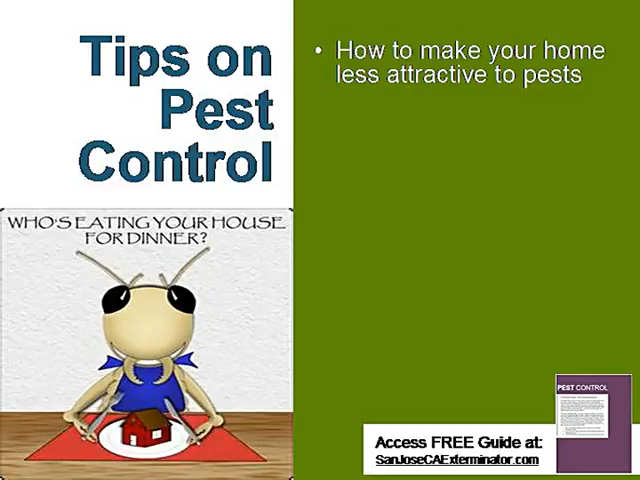 Tips on
Pest
Control
• How to make your home
less attractive to pests
WHO'S EATING YOUR HOUSE
FOR DINNER?
PEST CONTROL
Access FREE Guide at:
SanJoseCAExterminator.com